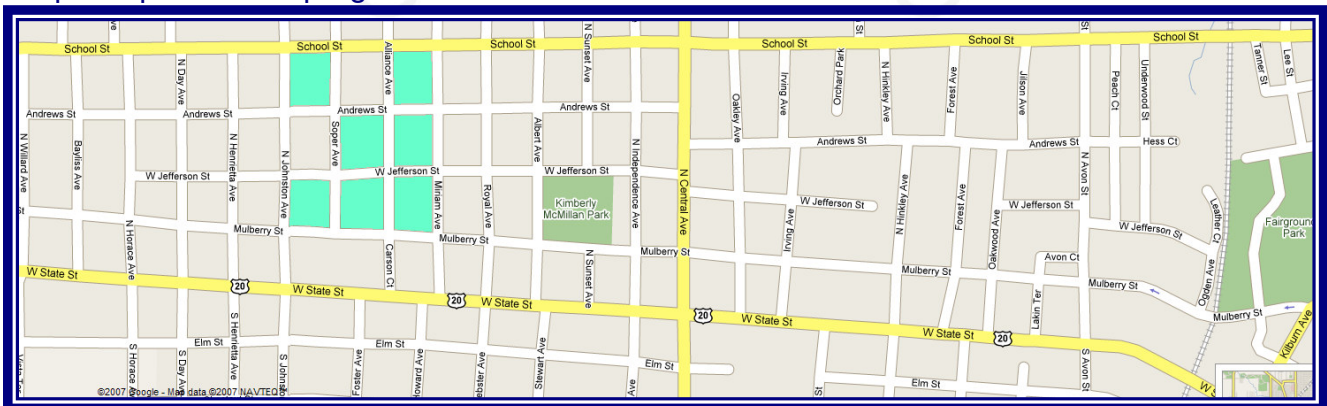 School St
School St
School St
School St
School St
School St
N Day Ave
Alliance Ave
N Sunset Ave
Orchard Park
Irving Ave
N Hinkley Ave
Forest Ave
Jilson Ave
Peach Ct
Underwood St
Tanner St
Lee St
Oakley Ave
Andrews St
Andrews St
Andrews St
Andrews St
Andrews St
Andrews St
Hess Ct
N Willard Ave
Bayliss Ave
N Henrietta Ave
N Johnston Ave
Soper Ave
Albert Ave
N Independence Ave
N Central Ave
N Avon St
W Jefferson St
W Jefferson St
W Jefferson St
W Jefferson St
W Jefferson St
W Jefferson St
Miriam Ave
Royal Ave
Kimberly
McMillan Park
Irving Ave
N Hinkley Ave
Forest Ave
Oakwood Ave
Leather Ct
Fairground
Park
N Horace Ave
Mulberry St
Mulberry St
Mulberry St
Mulberry St
Mulberry St
Mulberry St
Carson Ct
N Sunset Ave
Avon Ct
Lakin Ter
Ogden Ave
Kilburn Ave
W State St
W State St
W State St
W State St
W State St
20
20
20
20
S Horace Ave
S Day Ave
S Henrietta Ave
Elm St
Elm St
Elm St
Elm St
Foster Ave
Stewart Ave
S Avon St
©2007 Google - Map data ©2007 NAVTEQ